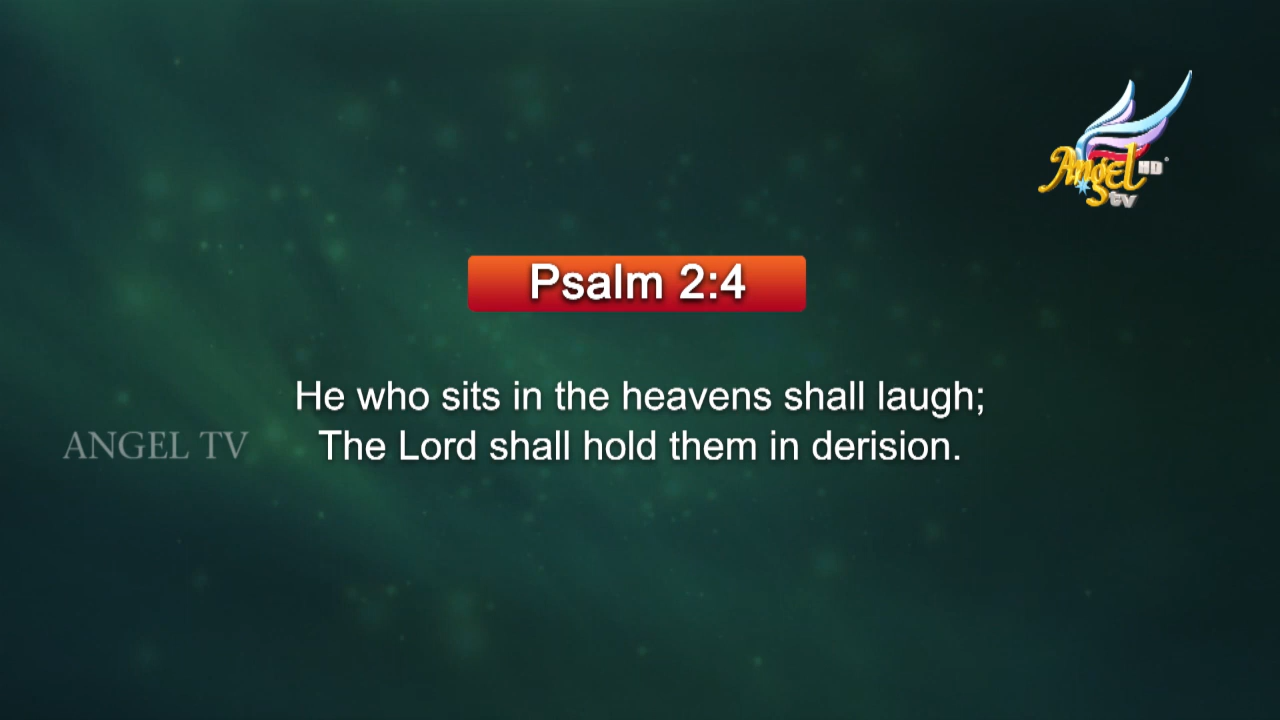 Angel HD
tv
Psalm 2:4
He who sits in the heavens shall laugh;
ANGEL TV
The Lord shall hold them in derision.